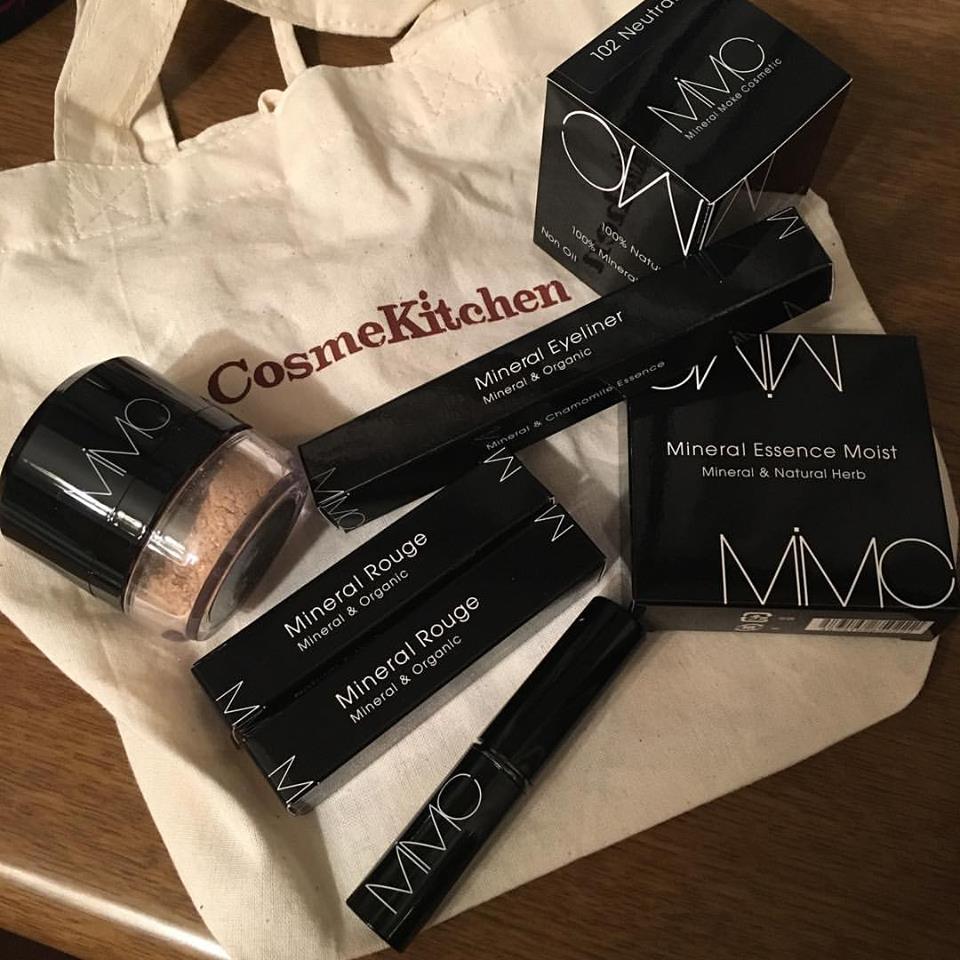 102 Neutral
MiMC
Mineral Make Cosmetic
MiMC
100% Natu
100% Mineral
Non Oil
CosmeKitchen
Mineral Eyeliner
Mineral & Organic
Mineral & Chamomile Essence
MiMC
MiMC
MiMC
Mineral Essence Moist
Mineral & Natural Herb
MiMC
Mineral Rouge
Mineral & Organic
Mineral Rouge
Mineral & Organic
MiMC